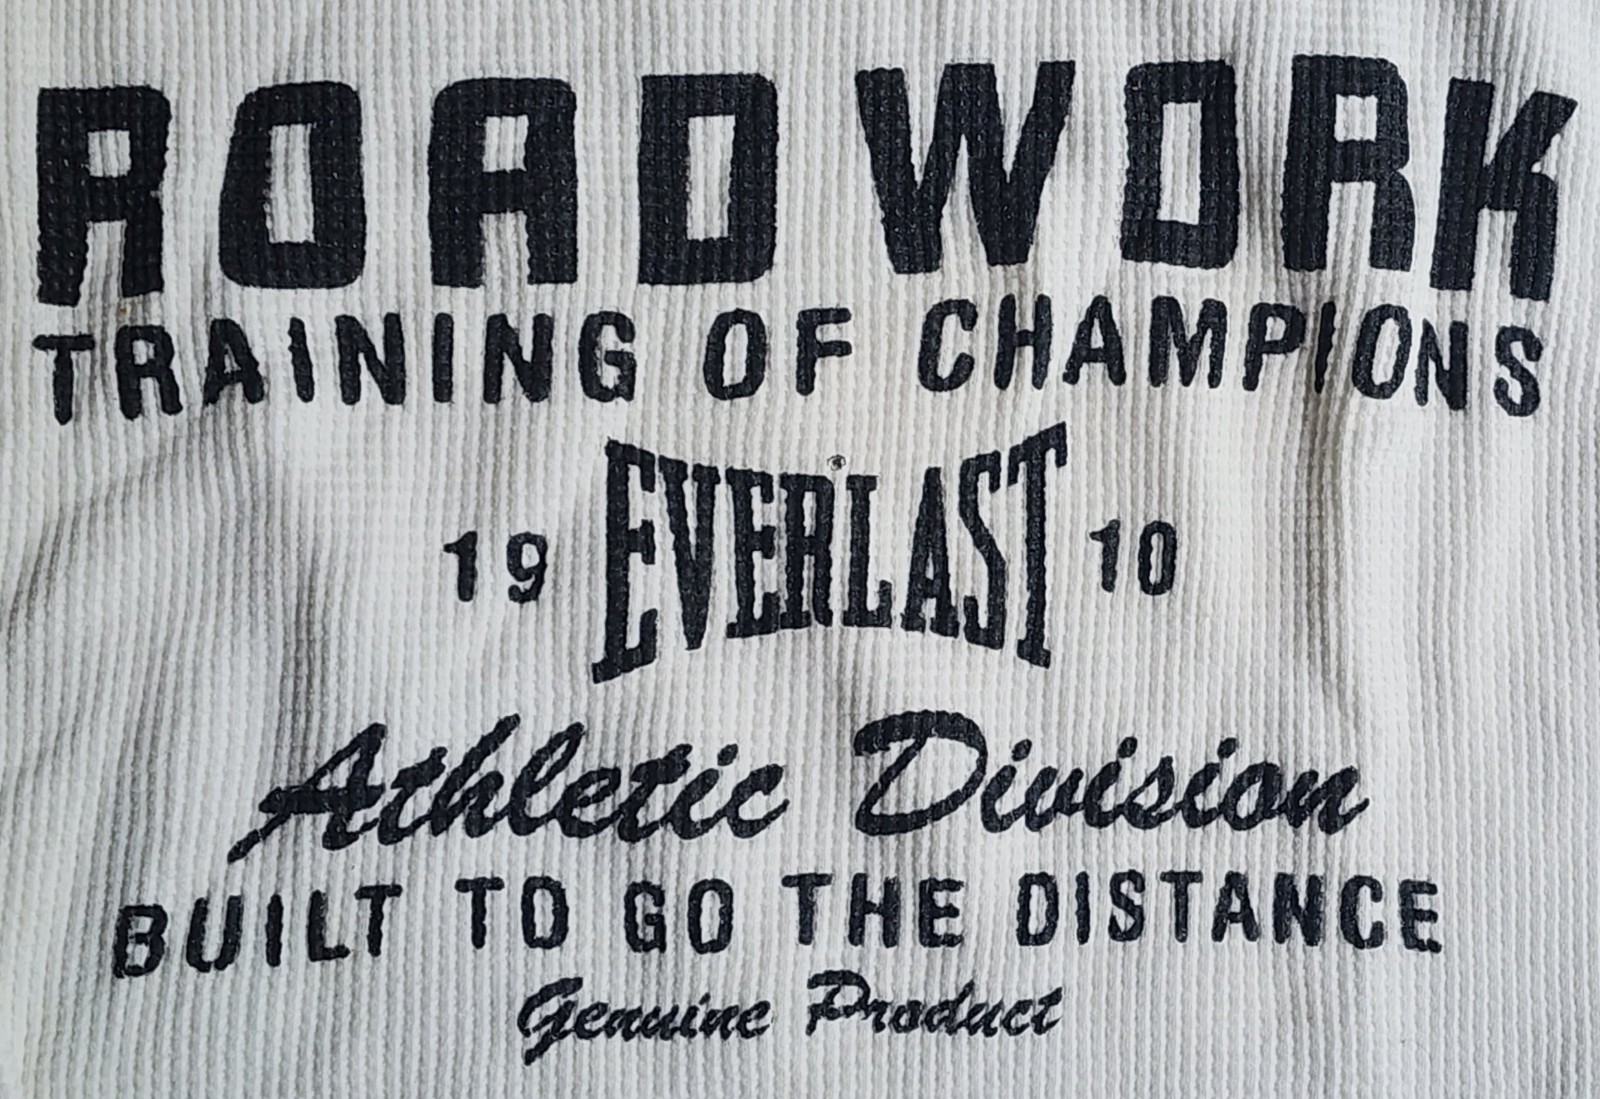 ROAD WORK
TRAINING OF CHAMPIONS
19 EVERLAST® 10
Athletic Division
BUILT TO GO THE DISTANCE
Genuine Product